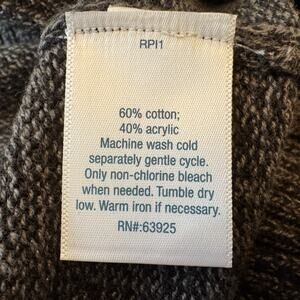 RPI1
60% cotton;
40% acrylic
Machine wash cold
separately gentle cycle.
Only non-chlorine bleach
when needed. Tumble dry
low. Warm iron if necessary.
RN#:63925